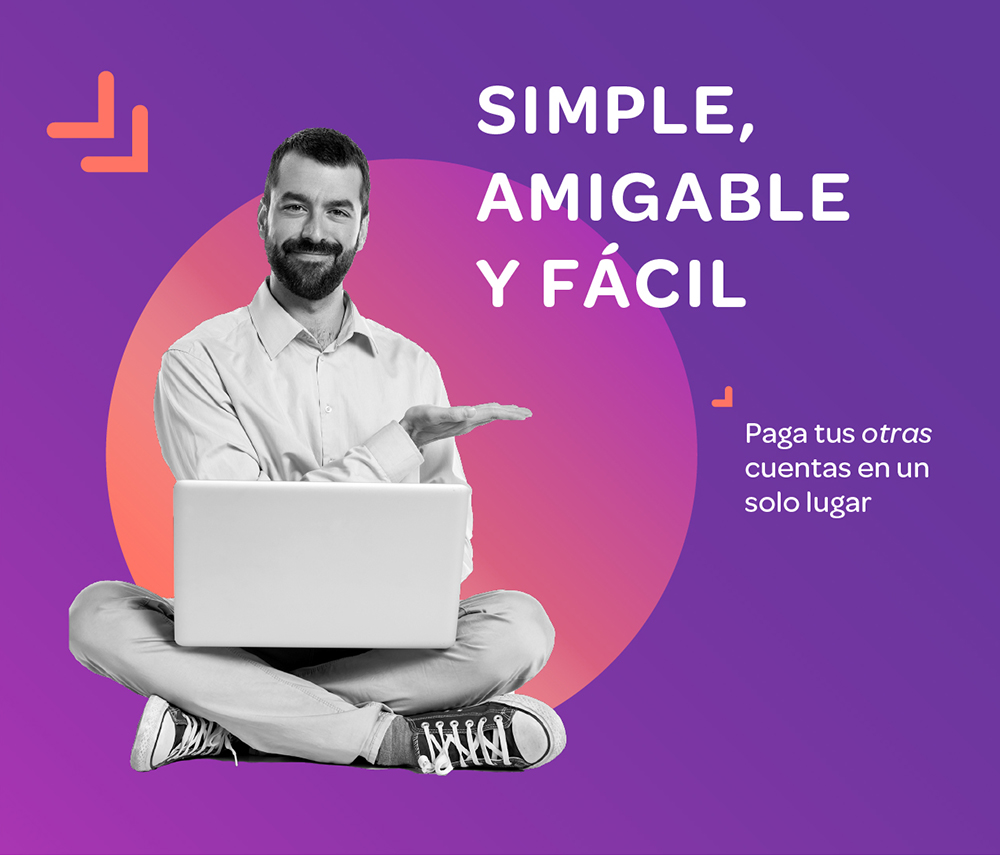 SIMPLE,
AMIGABLE
Y FÁCIL
Paga tus otras
cuentas en un
solo lugar